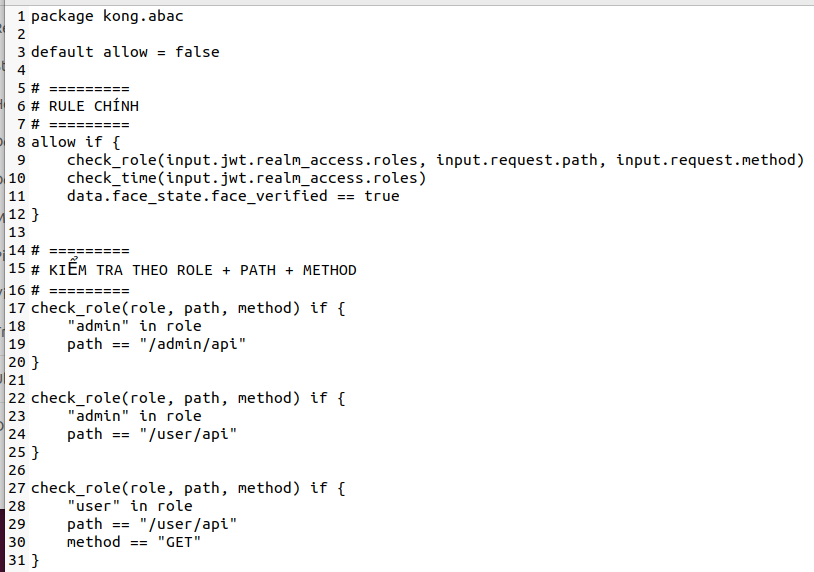 1 package kong.abac
2
3 default allow = false
4
5 # =========
6 # RULE CHÍNH
7 # =========
8 allow if {
9     check_role(input.jwt.realm_access.roles, input.request.path, input.request.method)
10     check_time(input.jwt.realm_access.roles)
11     data.face_state.face_verified == true
12 }
13
14 # =========
15 # KIỂM TRA THEO ROLE + PATH + METHOD
16 # =========
17 check_role(role, path, method) if {
18     "admin" in role
19     path == "/admin/api"
20 }
21
22 check_role(role, path, method) if {
23     "admin" in role
24     path == "/user/api"
25 }
26
27 check_role(role, path, method) if {
28     "user" in role
29     path == "/user/api"
30     method == "GET"
31 }